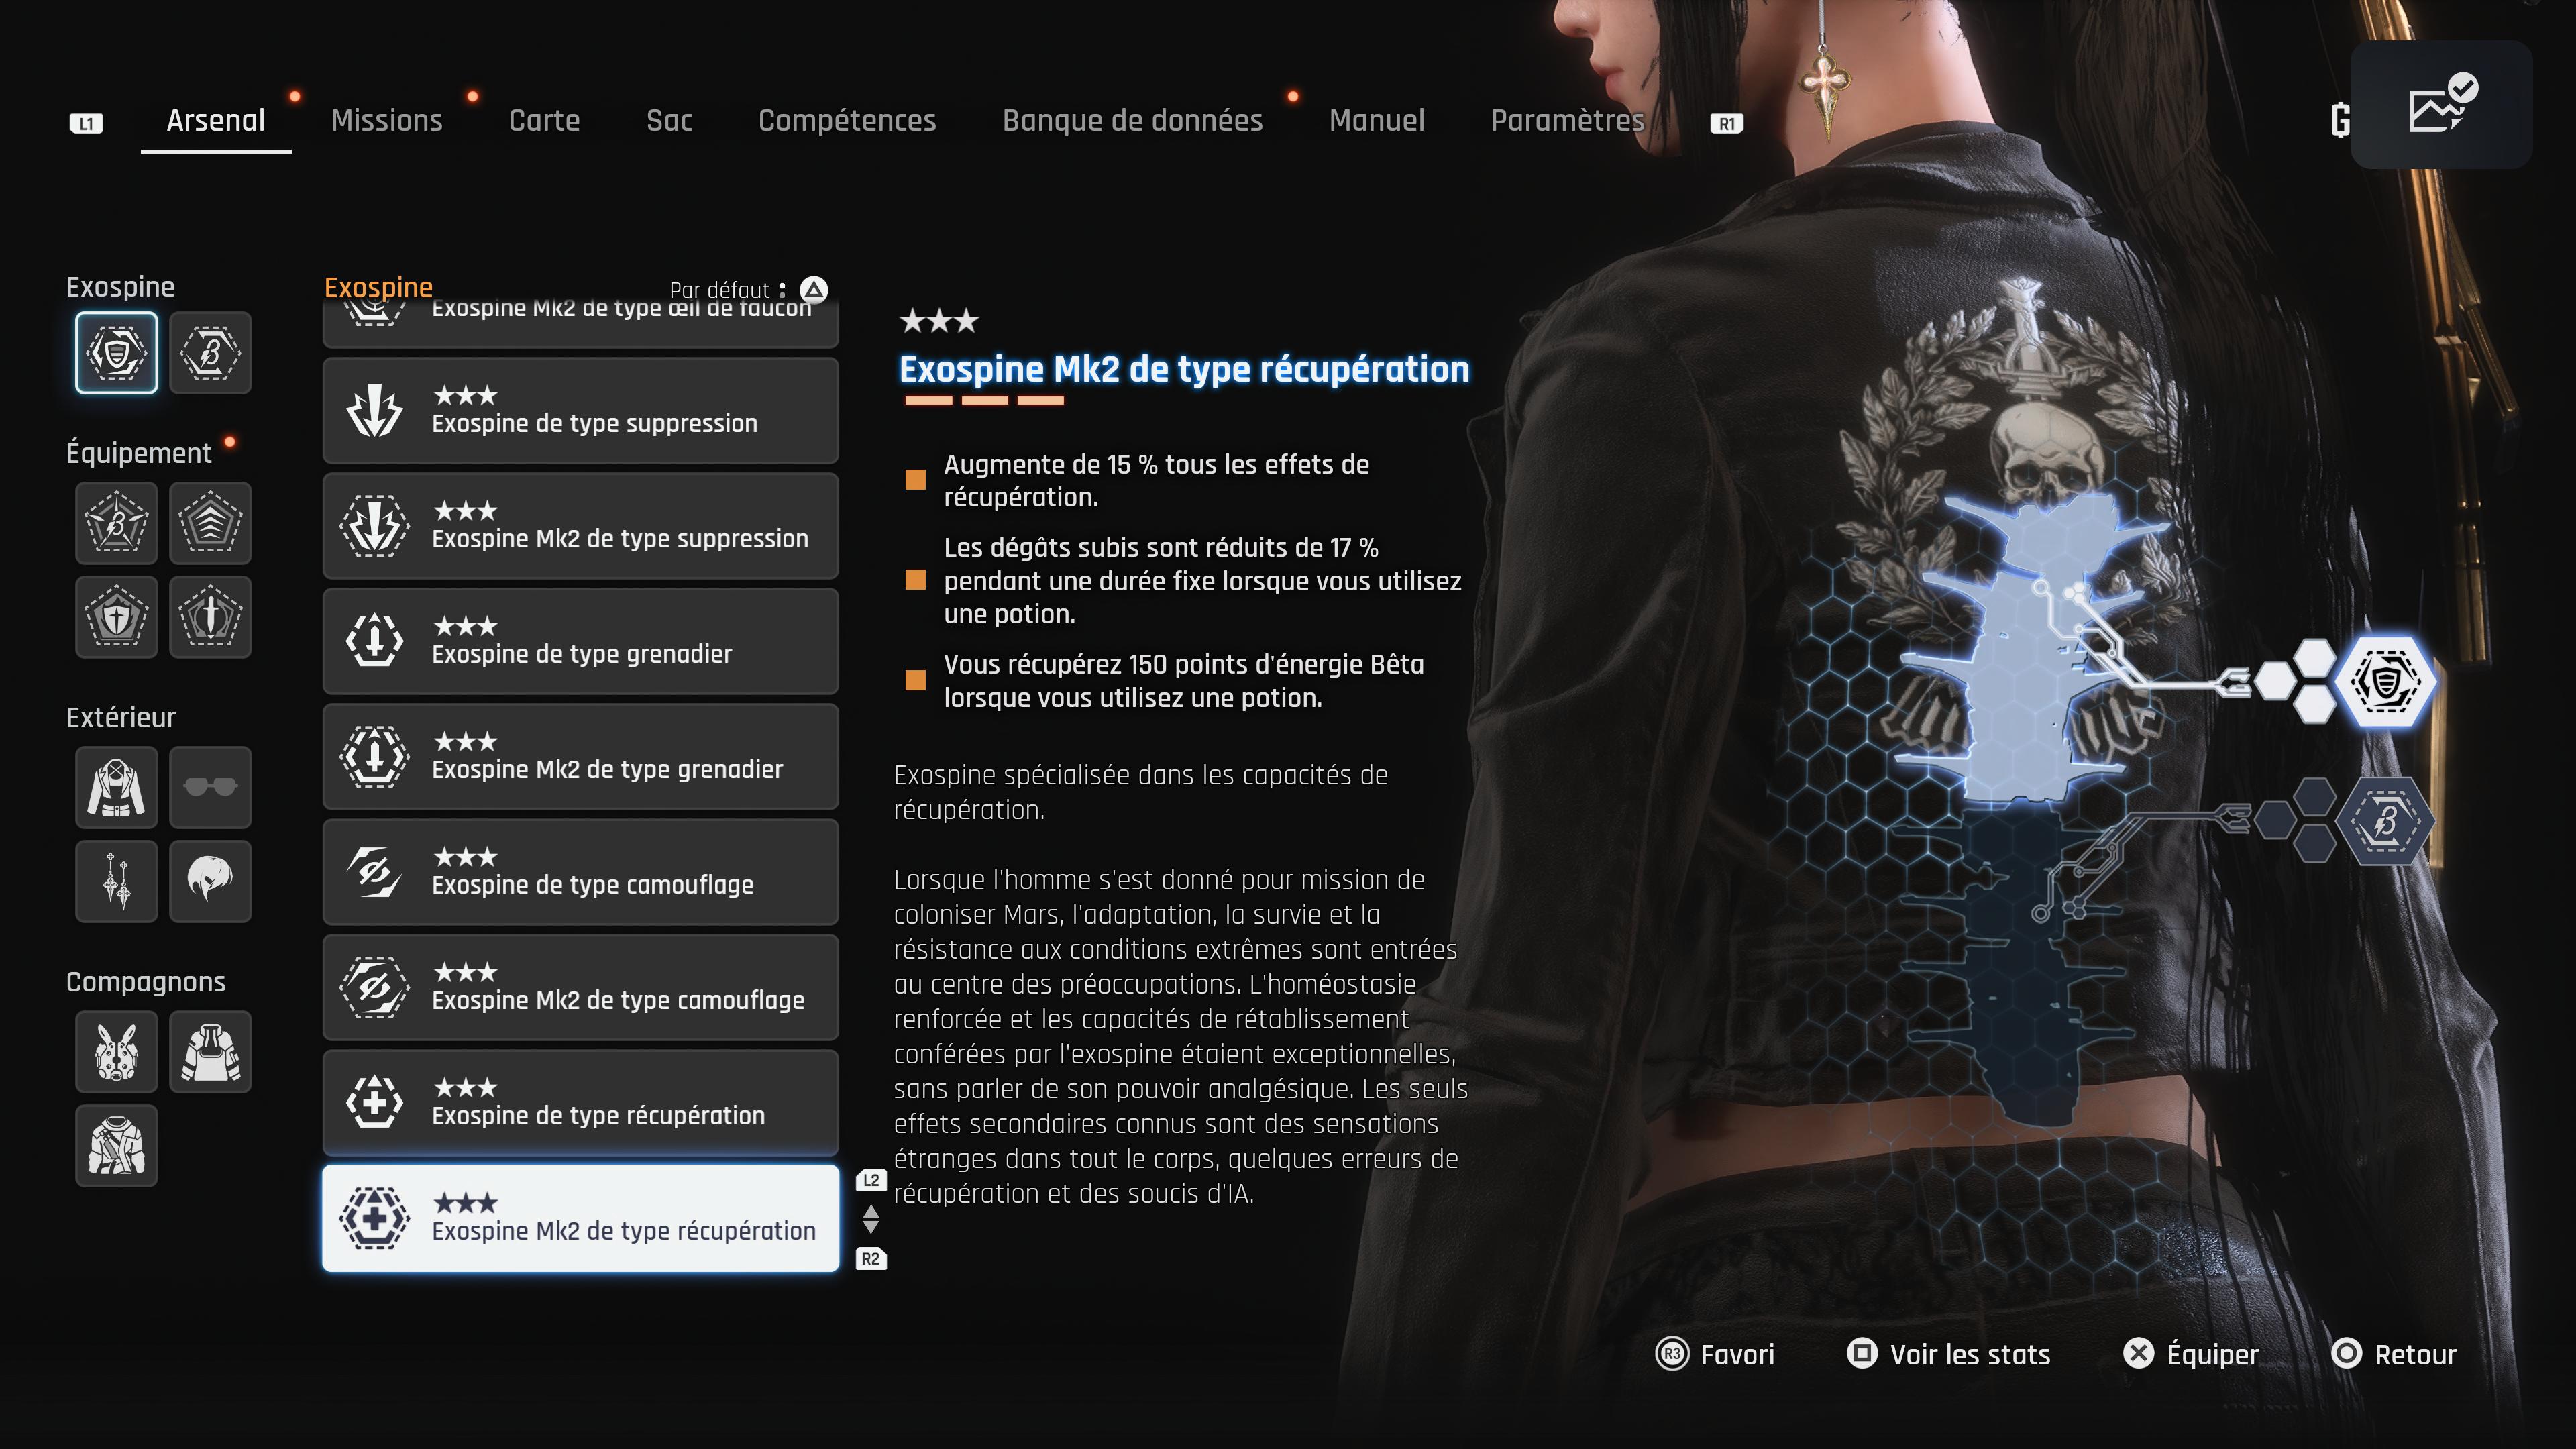 L1
Arsenal
Missions
Carte
Sac
Compétences
Banque de données
Manuel
Paramètres
R1
G
Exospine
Équipement
Extérieur
Compagnons
Exospine
Par défaut :
Exospine Mk2 de type œil de faucon
★★★
Exospine de type suppression
★★★
Exospine Mk2 de type suppression
★★★
Exospine de type grenadier
★★★
Exospine Mk2 de type grenadier
★★★
Exospine de type camouflage
★★★
Exospine Mk2 de type camouflage
★★★
Exospine de type récupération
★★★
Exospine Mk2 de type récupération
L2
R2
★★★
Exospine Mk2 de type récupération
Augmente de 15 % tous les effets de
récupération.
Les dégâts subis sont réduits de 17 %
pendant une durée fixe lorsque vous utilisez
une potion.
Vous récupérez 150 points d'énergie Bêta
lorsque vous utilisez une potion.
Exospine spécialisée dans les capacités de
récupération.
Lorsque l'homme s'est donné pour mission de
coloniser Mars, l'adaptation, la survie et la
résistance aux conditions extrêmes sont entrées
au centre des préoccupations. L'homéostasie
renforcée et les capacités de rétablissement
conférées par l'exospine étaient exceptionnelles,
sans parler de son pouvoir analgésique. Les seuls
effets secondaires connus sont des sensations
étranges dans tout le corps, quelques erreurs de
récupération et des soucis d'IA.
R3 Favori
Voir les stats
Équiper
Retour